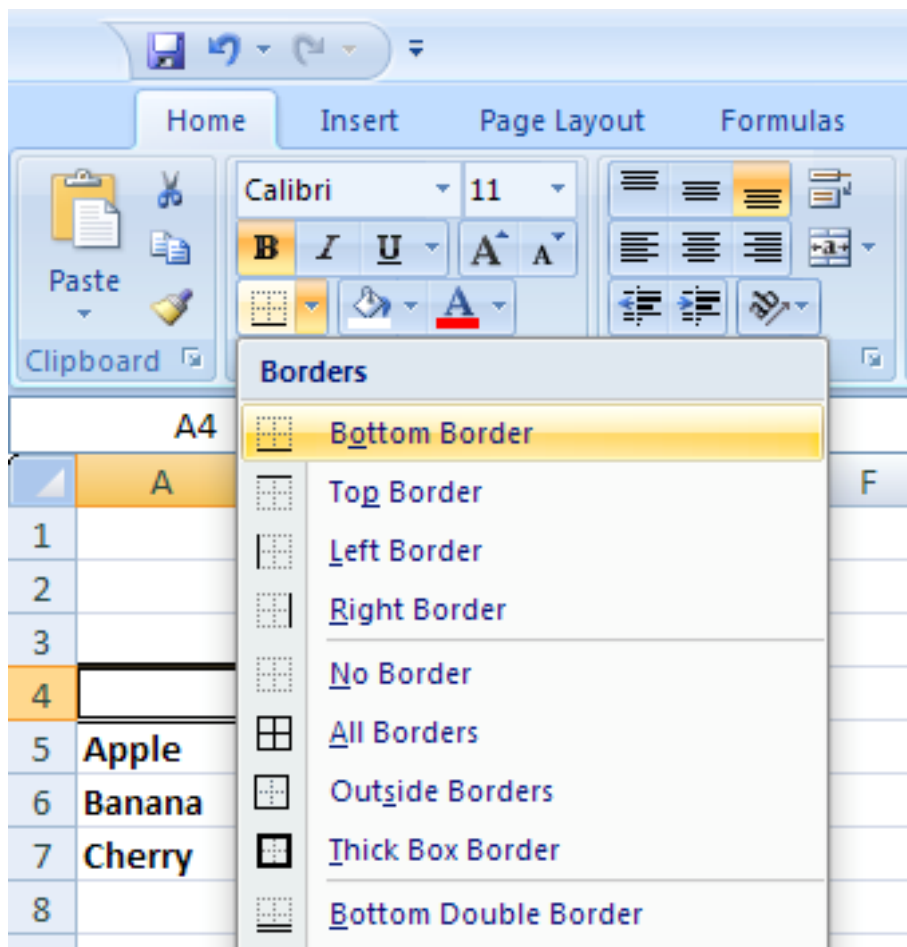 Home Insert Page Layout Formulas
Calibri 11
B I U A A
Paste A ab
Clipboard
Borders
A4
Bottom Border
A F
Top Border
1
Left Border
2
Right Border
3
No Border
4
All Borders
5 Apple
Outside Borders
6 Banana
Thick Box Border
7 Cherry
Bottom Double Border
8